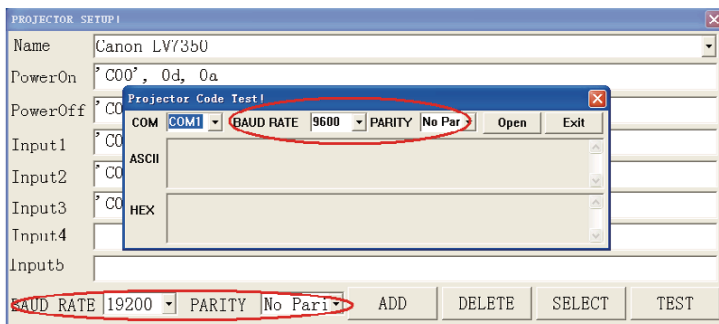 PROJECTOR SETUP!
Name Canon LV7350
PowerOn 'C00', 0d, 0a
PowerOff 'C0
Projector Code Test!
COM COM1 BAUD RATE 9600 PARITY No Par Open Exit
Input1 'C0
ASCII
Input2 'C0
Input3 'C0
HEX
Input4
Input5
BAUD RATE 19200 PARITY No Pari ADD DELETE SELECT TEST